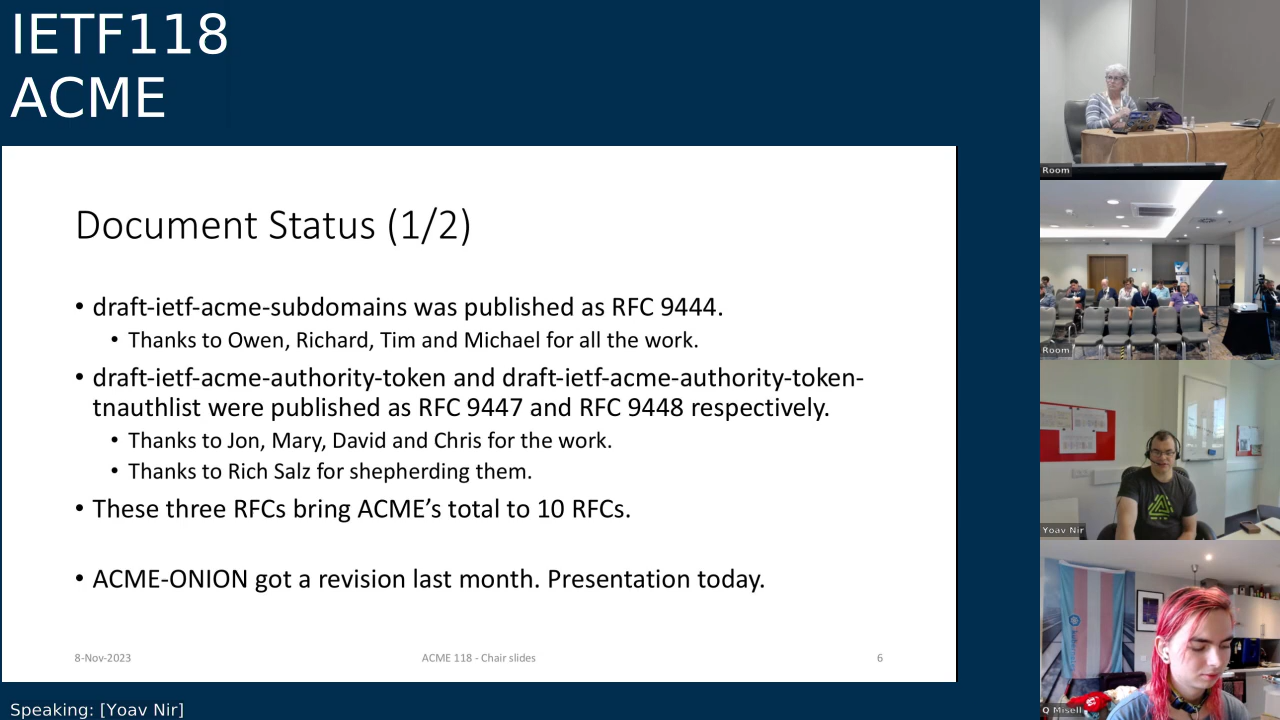 IETF118
ACME
Document Status (1/2)
• draft-ietf-acme-subdomains was published as RFC 9444.
• Thanks to Owen, Richard, Tim and Michael for all the work.
• draft-ietf-acme-authority-token and draft-ietf-acme-authority-token-
tnauthlist were published as RFC 9447 and RFC 9448 respectively.
• Thanks to Jon, Mary, David and Chris for the work.
• Thanks to Rich Salz for shepherding them.
• These three RFCs bring ACME’s total to 10 RFCs.
• ACME-ONION got a revision last month. Presentation today.
8-Nov-2023
ACME 118 - Chair slides
6
Speaking: [Yoav Nir]
Room
Room
Yoav Nir
Q Misell